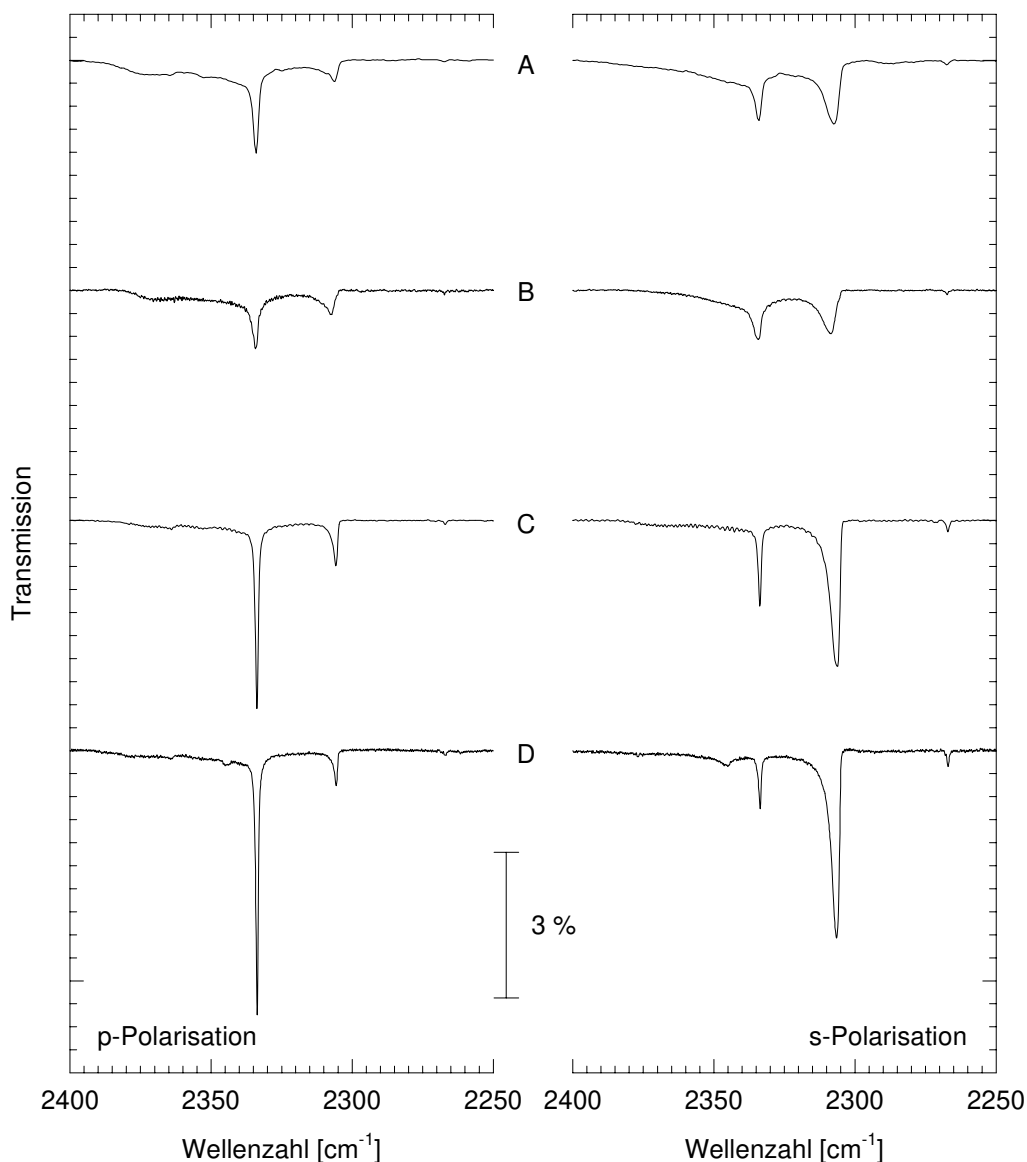 A
B
C
D
Transmission
3 %
p-Polarisation
s-Polarisation
2400 2350 2300 2250
2400 2350 2300 2250
Wellenzahl [cm⁻¹]
Wellenzahl [cm⁻¹]